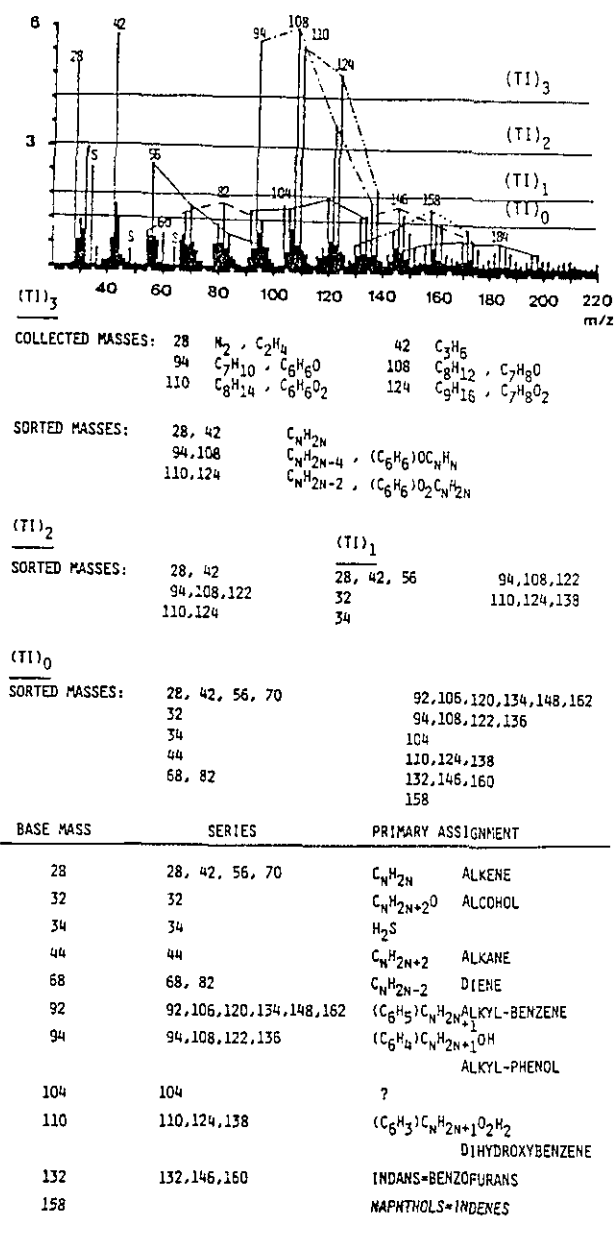 6
28
42
94
108
110
124
(TI)3
3
S
56
(TI)2
82
104
146
158
(TI)1
(TI)0
S
60
S
184
40 60 80 100 120 140 160 180 200 220
m/z
(TI)3
COLLECTED MASSES: 28 N2 , C2H4 42 C3H6
94 C7H10 , C6H6O 108 C8H12 , C7H8O
110 C8H14 , C6H6O2 124 C9H16 , C7H8O2
SORTED MASSES: 28, 42 CNH2N
94,108 CNH2N-4 , (C6H6)OCNHN
110,124 CNH2N-2 , (C6H6)O2CNH2N
(TI)2 (TI)1
SORTED MASSES: 28, 42 28, 42, 56 94,108,122
94,108,122 32 110,124,138
110,124 34
(TI)0
SORTED MASSES: 28, 42, 56, 70 92,106,120,134,148,162
32 94,108,122,136
34 104
44 110,124,138
68, 82 132,146,160
158
BASE MASS SERIES PRIMARY ASSIGNMENT
28 28, 42, 56, 70 CNH2N ALKENE
32 32 CNH2N+2O ALCOHOL
34 34 H2S
44 44 CNH2N+2 ALKANE
68 68, 82 CNH2N-2 DIENE
92 92,106,120,134,148,162 (C6H5)CNH2N+1 ALKYL-BENZENE
94 94,108,122,136 (C6H4)CNH2N+1OH
ALKYL-PHENOL
104 104 ?
110 110,124,138 (C6H3)CNH2N+1O2H2
DIHYDROXYBENZENE
132 132,146,160 INDANS=BENZOFURANS
158 NAPHTHOLS=INDENES